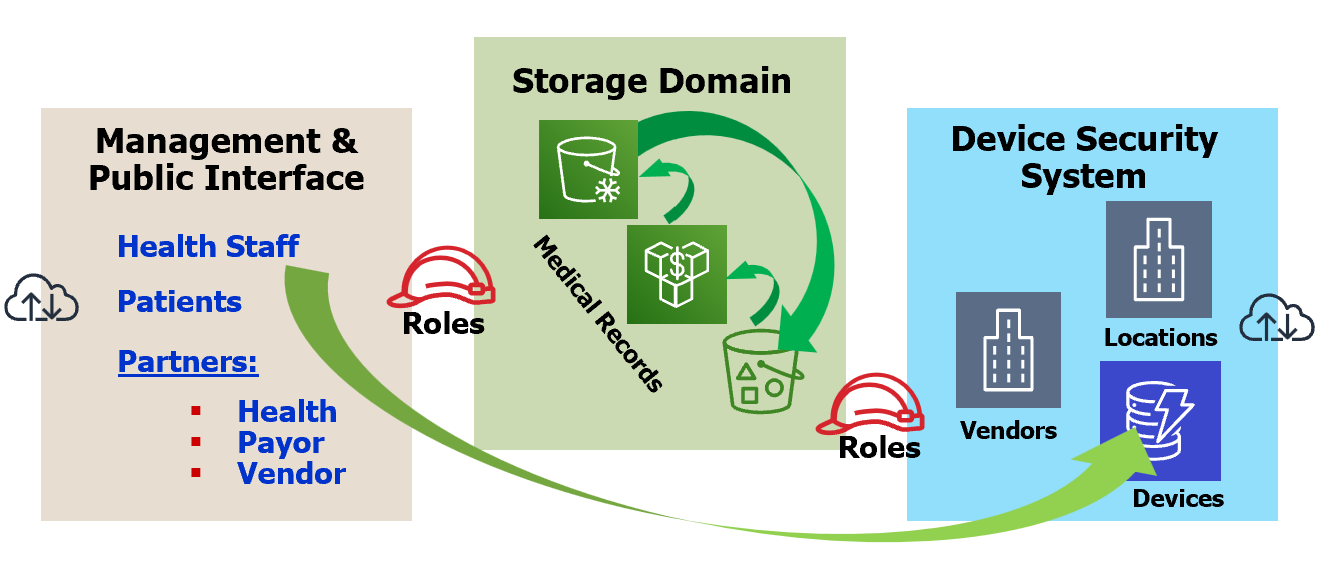 Management &
Public Interface
Health Staff
Patients
Partners:
Health
Payor
Vendor
Roles
Storage Domain
$
Medical Records
Roles
Device Security
System
Locations
Vendors
Devices